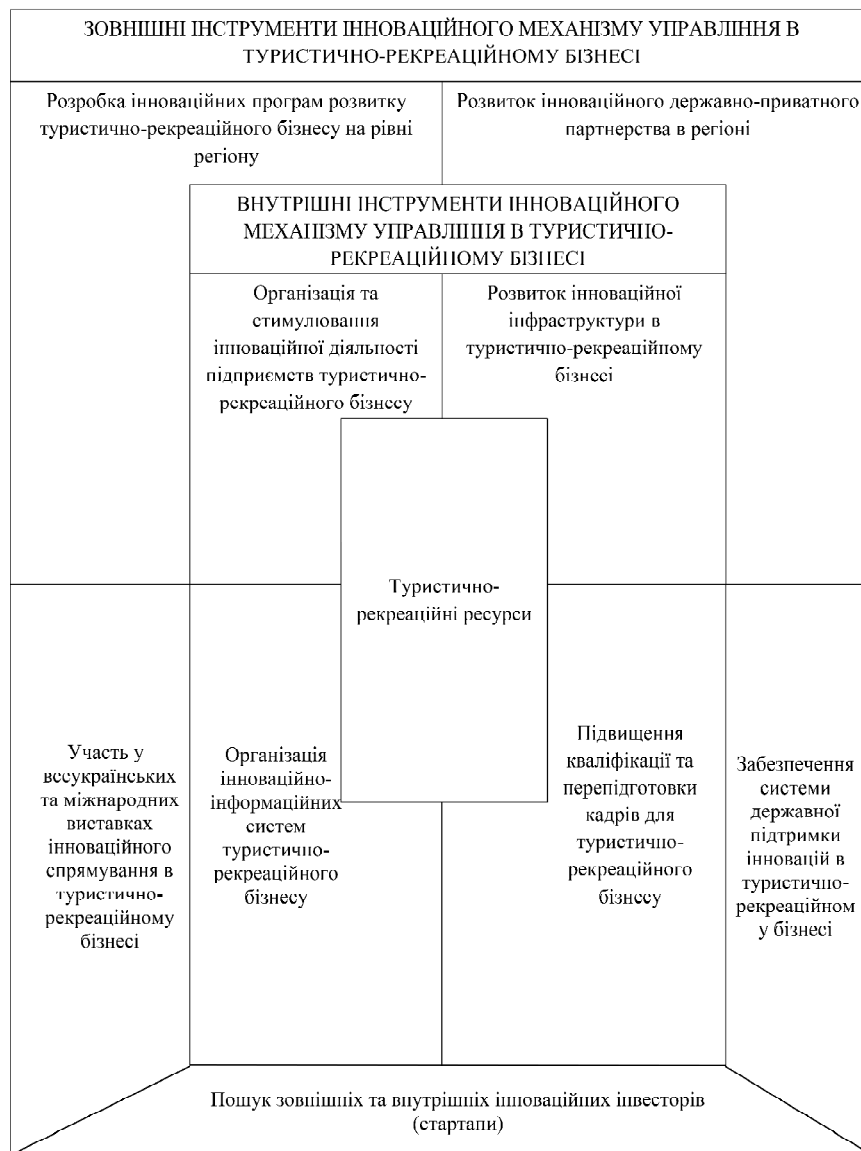 ЗОВНІШНІ ІНСТРУМЕНТИ ІННОВАЦІЙНОГО МЕХАНІЗМУ УПРАВЛІННЯ В
ТУРИСТИЧНО-РЕКРЕАЦІЙНОМУ БІЗНЕСІ
Розробка інноваційних програм розвитку
туристично-рекреаційного бізнесу на рівні
регіону
Розвиток інноваційного державно-приватного
партнерства в регіоні
ВНУТРІШНІ ІНСТРУМЕНТИ ІННОВАЦІЙНОГО
МЕХАНІЗМУ УПРАВЛІННЯ В ТУРИСТИЧНО-
РЕКРЕАЦІЙНОМУ БІЗНЕСІ
Організація та
стимулювання
інноваційної діяльності
підприємств туристично-
рекреаційного бізнесу
Розвиток інноваційної
інфраструктури в
туристично-рекреаційному
бізнесі
Туристично-
рекреаційні ресурси
Участь у
всеукраїнських
та міжнародних
виставках
інноваційного
спрямування в
туристично-
рекреаційному
бізнесі
Організація
інноваційно-
інформаційних
систем
туристично-
рекреаційного
бізнесу
Підвищення
кваліфікації та
перепідготовки
кадрів для
туристично-
рекреаційного
бізнесу
Забезпечення
системи
державної
підтримки
інновацій в
туристично-
рекреаційном
у бізнесі
Пошук зовнішніх та внутрішніх інноваційних інвесторів
(стартапи)